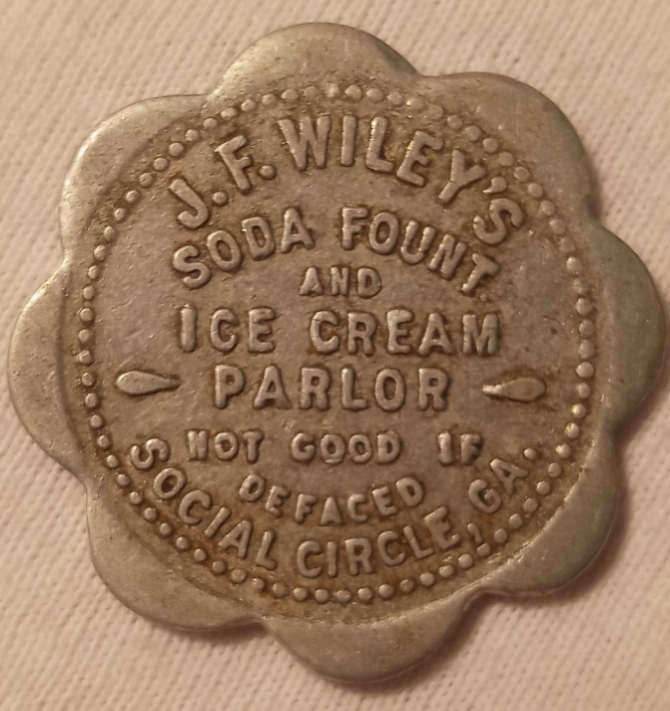 J. F. WILEY'S
SODA FOUNT
AND
ICE CREAM
PARLOR
NOT GOOD IF
DEFACED
SOCIAL CIRCLE, GA.